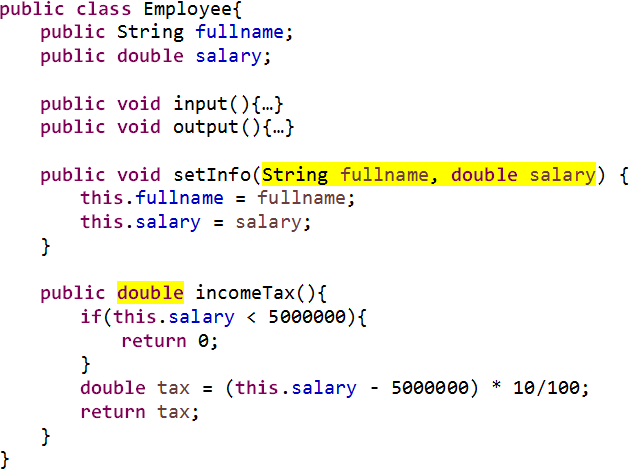 public class Employee{
public String fullname;
public double salary;
public void input(){…}
public void output(){…}
public void setInfo(String fullname, double salary) {
this.fullname = fullname;
this.salary = salary;
}
public double incomeTax(){
if(this.salary < 5000000){
return 0;
}
double tax = (this.salary - 5000000) * 10/100;
return tax;
}
}